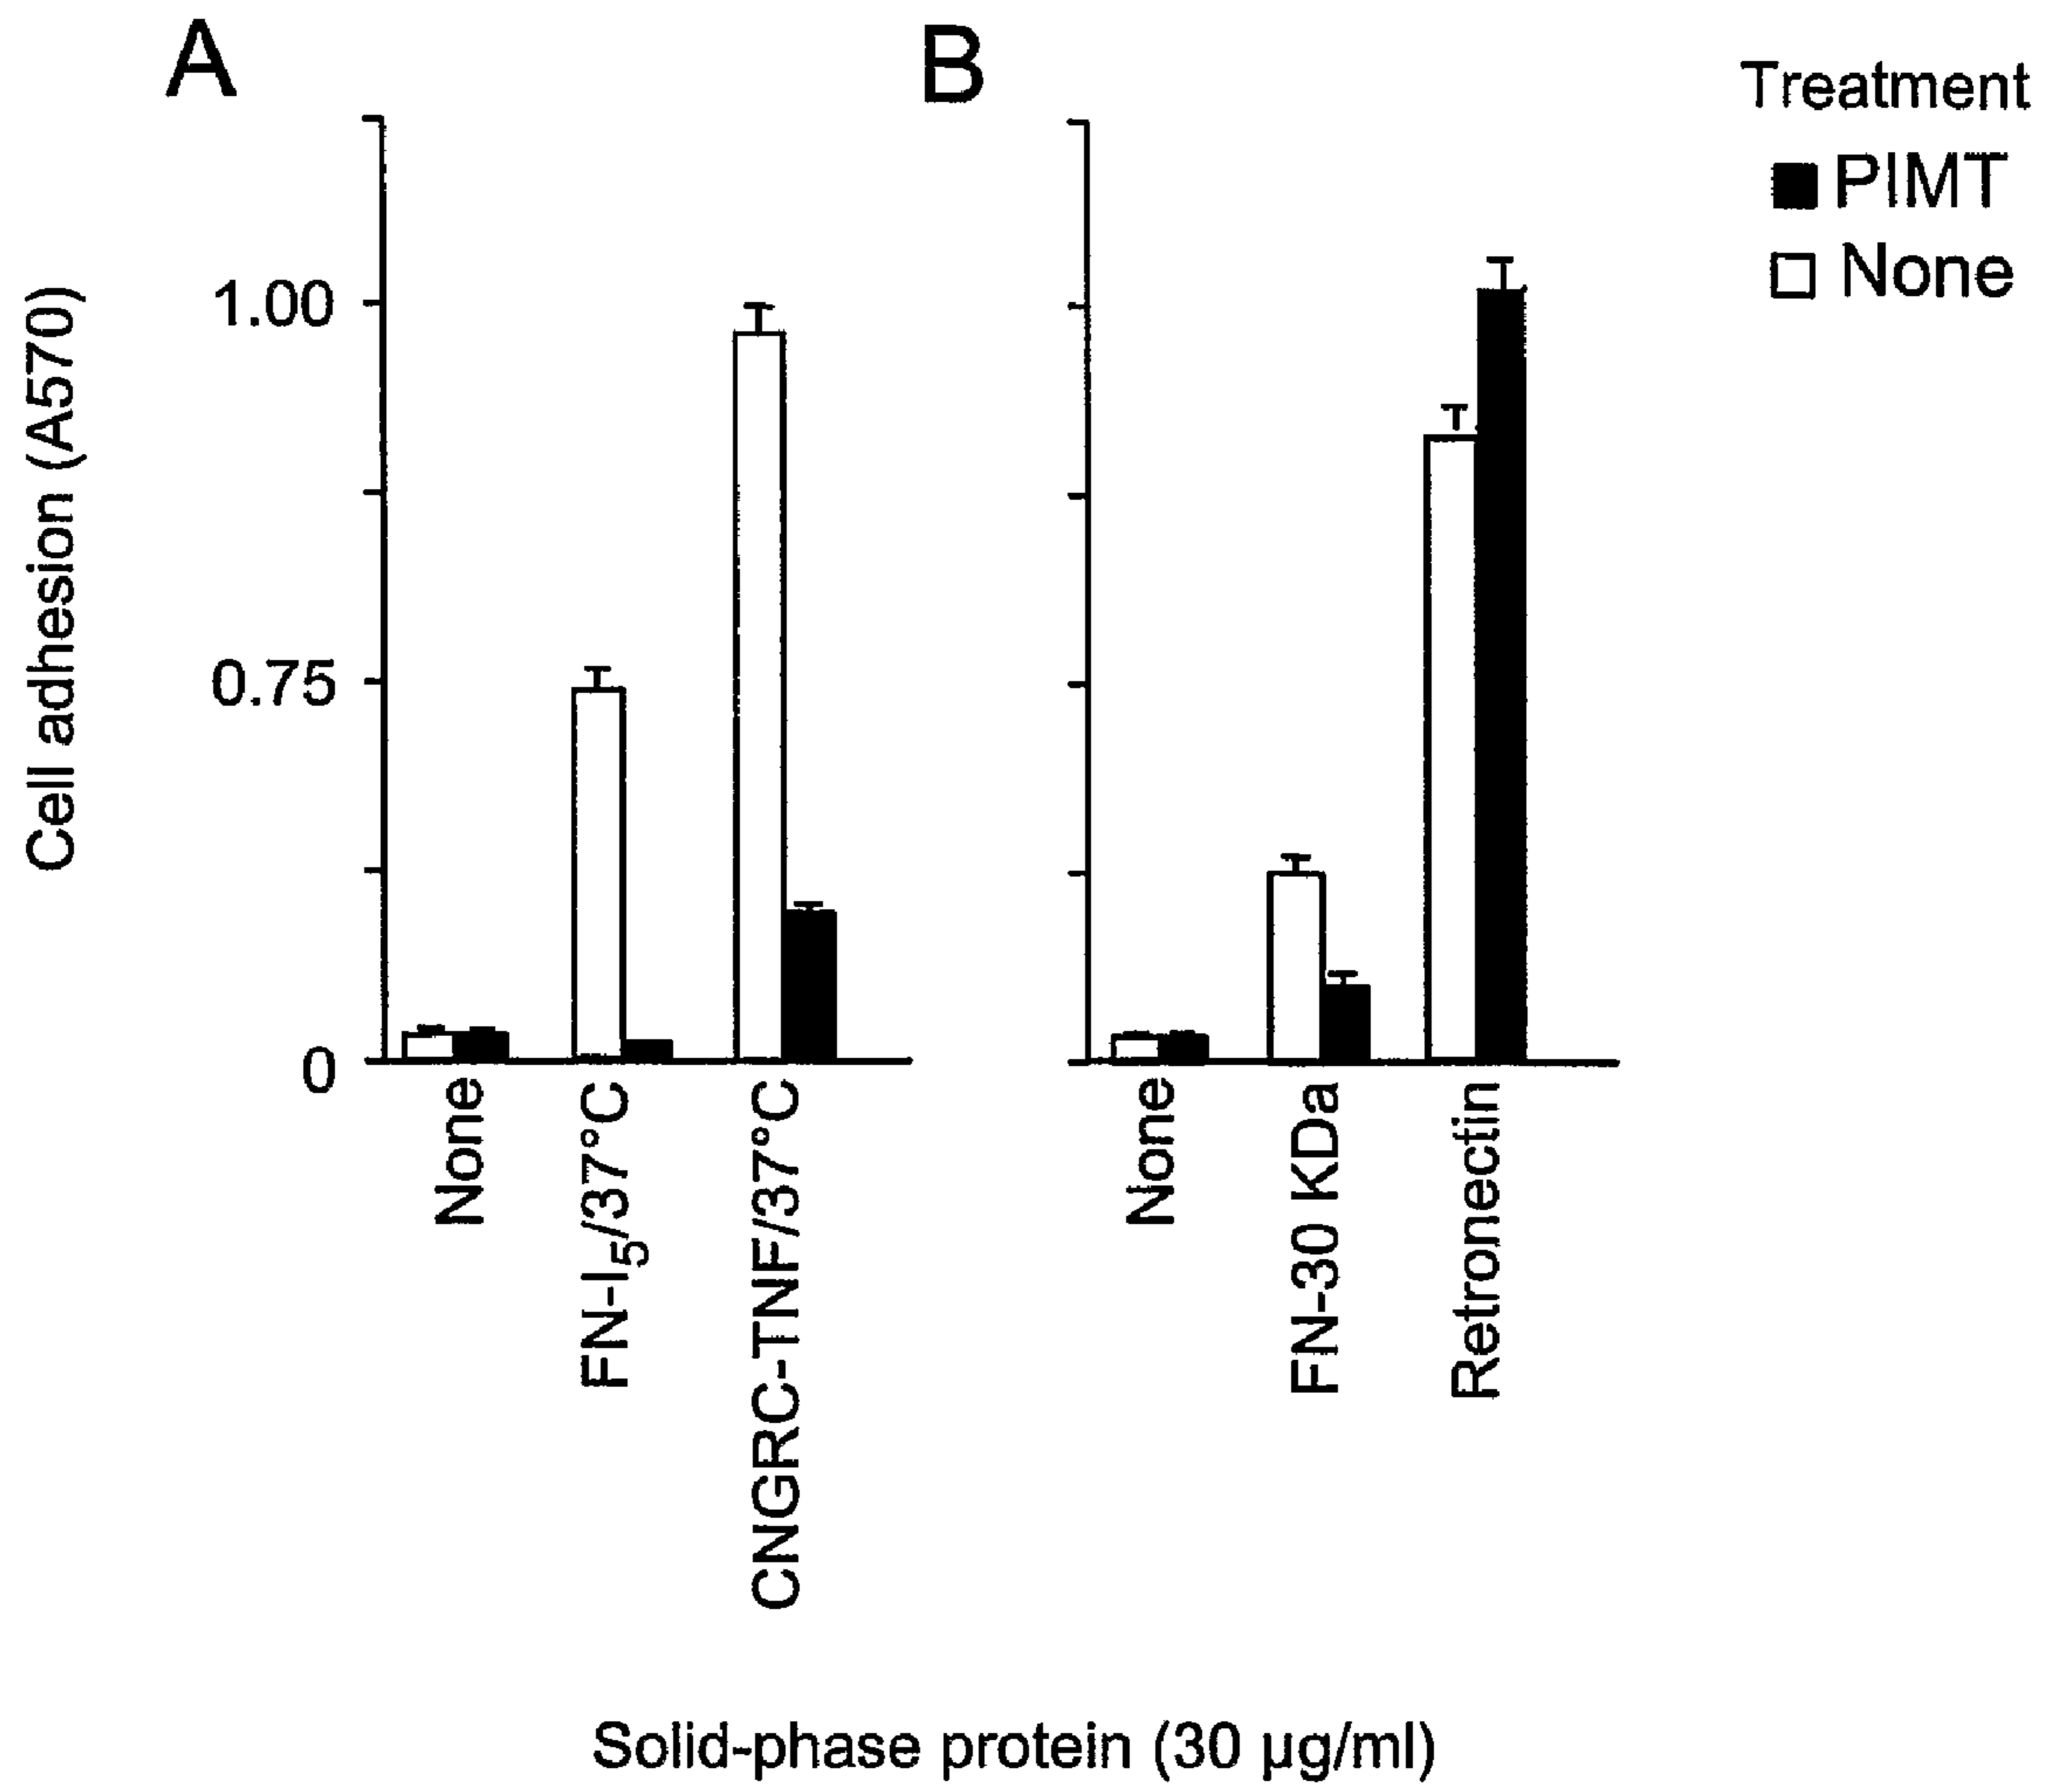 A
B
Treatment
PIMT
None
Cell adhesion (A570)
1.00
0.75
0
None
FN-I5/37°C
CNGRC-TNF/37°C
None
FN-30 KDa
Retronectin
Solid-phase protein (30 µg/ml)